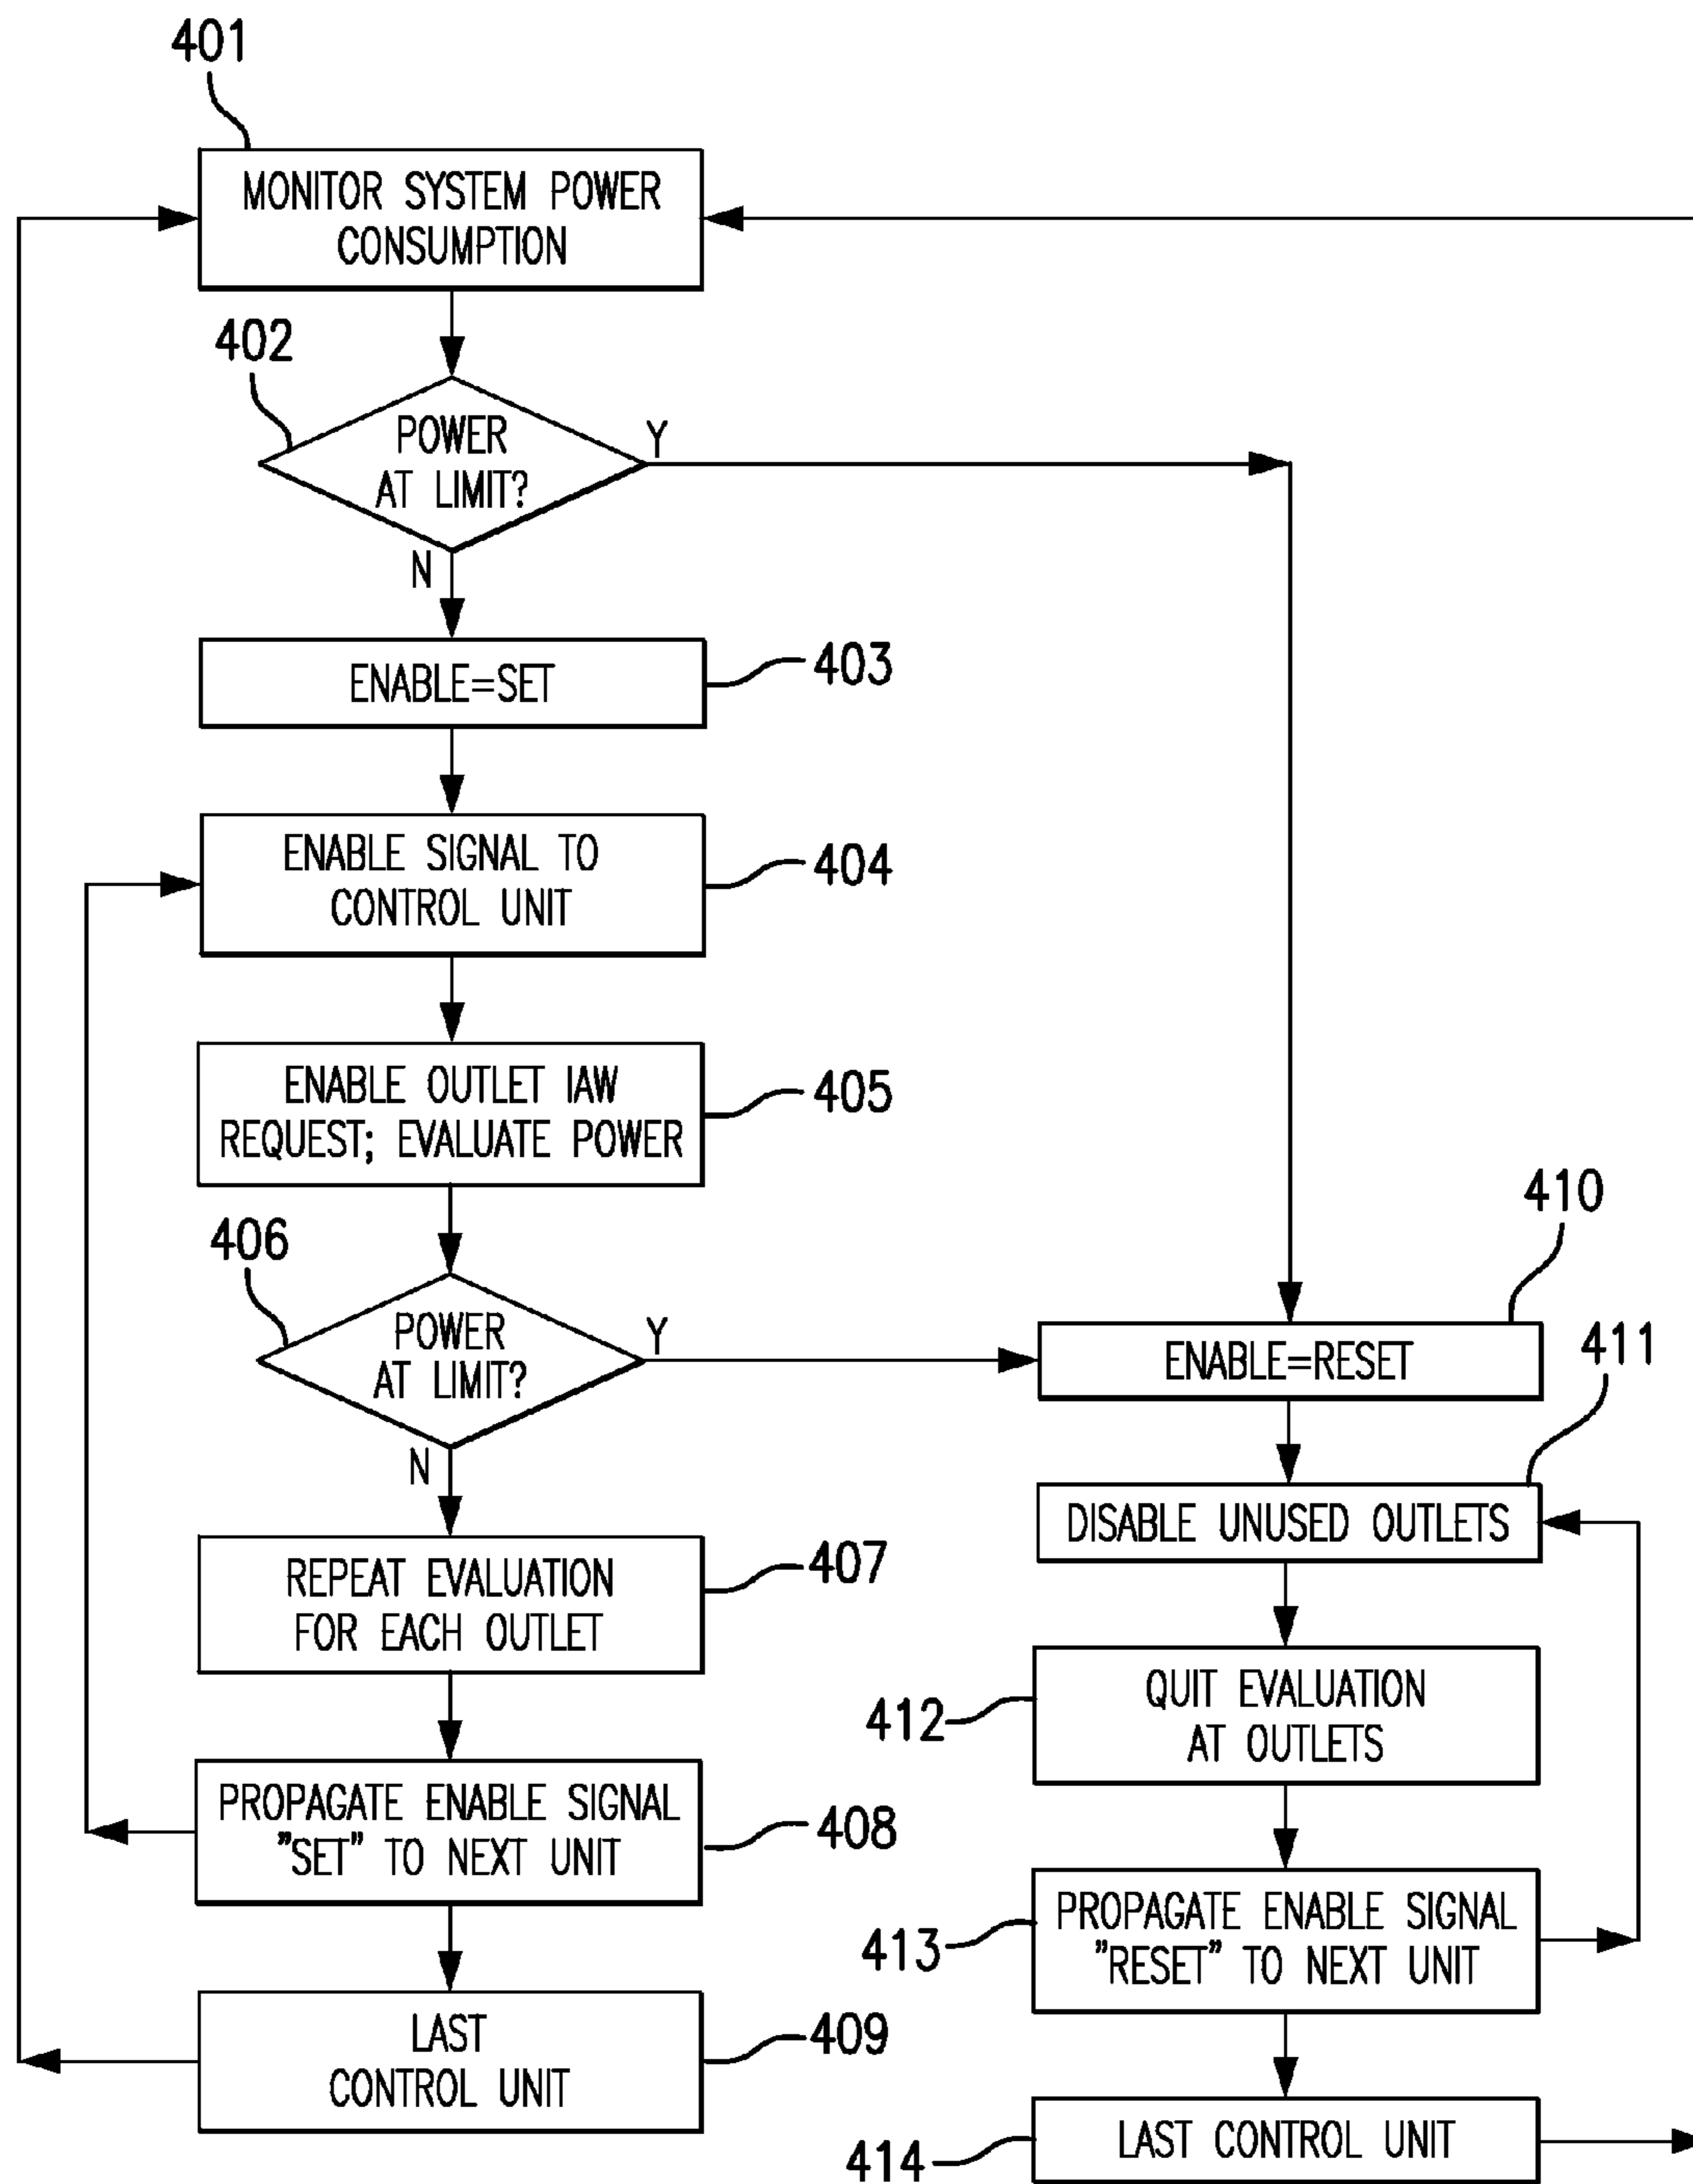 401
MONITOR SYSTEM POWER
CONSUMPTION
402
POWER
AT LIMIT?
Y
N
ENABLE=SET
403
ENABLE SIGNAL TO
CONTROL UNIT
404
ENABLE OUTLET IAW
REQUEST; EVALUATE POWER
405
406
POWER
AT LIMIT?
Y
N
REPEAT EVALUATION
FOR EACH OUTLET
407
PROPAGATE ENABLE SIGNAL
"SET" TO NEXT UNIT
408
LAST
CONTROL UNIT
409
410
ENABLE=RESET
411
DISABLE UNUSED OUTLETS
412
QUIT EVALUATION
AT OUTLETS
413
PROPAGATE ENABLE SIGNAL
"RESET" TO NEXT UNIT
414
LAST CONTROL UNIT